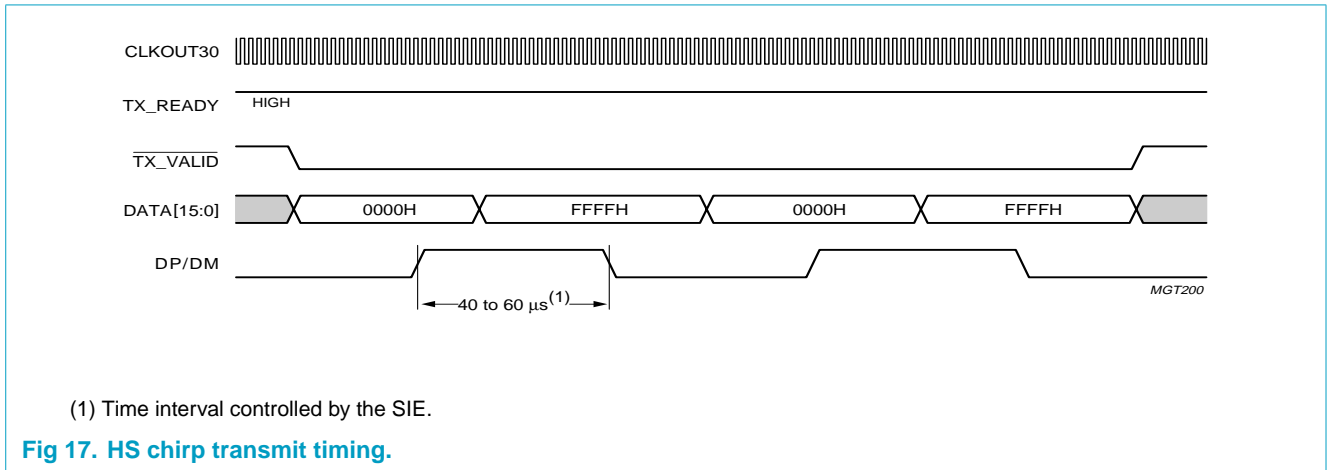 CLKOUT30
TX_READY HIGH
TX_VALID
DATA[15:0] 0000H FFFFH 0000H FFFFH
DP/DM
40 to 60 μs(1)
MGT200
(1) Time interval controlled by the SIE.
Fig 17. HS chirp transmit timing.